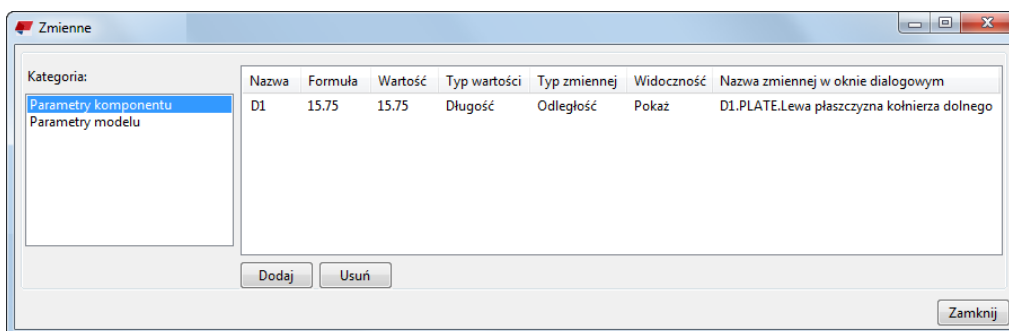 Zmienne
Kategoria:
Parametry komponentu
Parametry modelu
Nazwa Formuła Wartość Typ wartości Typ zmiennej Widoczność Nazwa zmiennej w oknie dialogowym
D1 15.75 15.75 Długość Odległość Pokaż D1.PLATE.Lewa płaszczyzna kołnierza dolnego
Dodaj Usuń
Zamknij